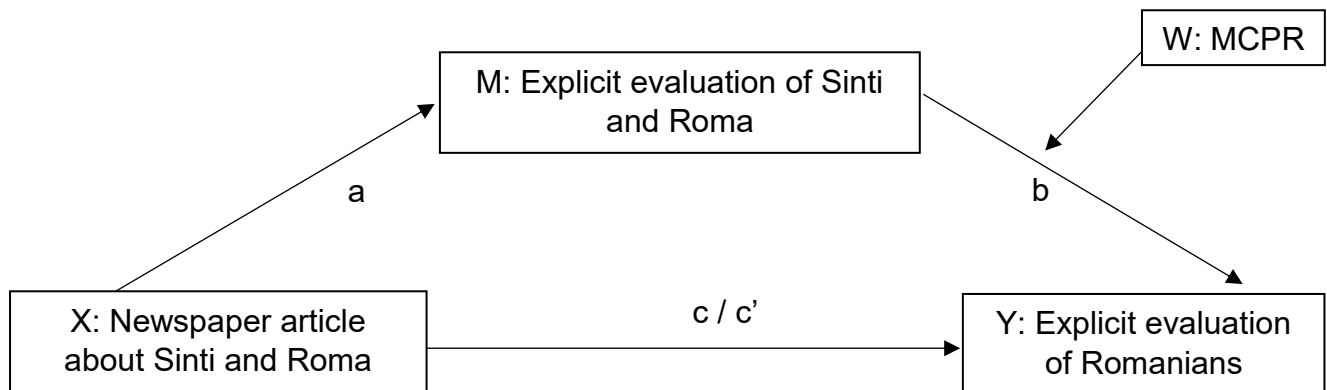 W: MCPR
M: Explicit evaluation of Sinti
and Roma
a
b
c / c’
X: Newspaper article
about Sinti and Roma
Y: Explicit evaluation
of Romanians